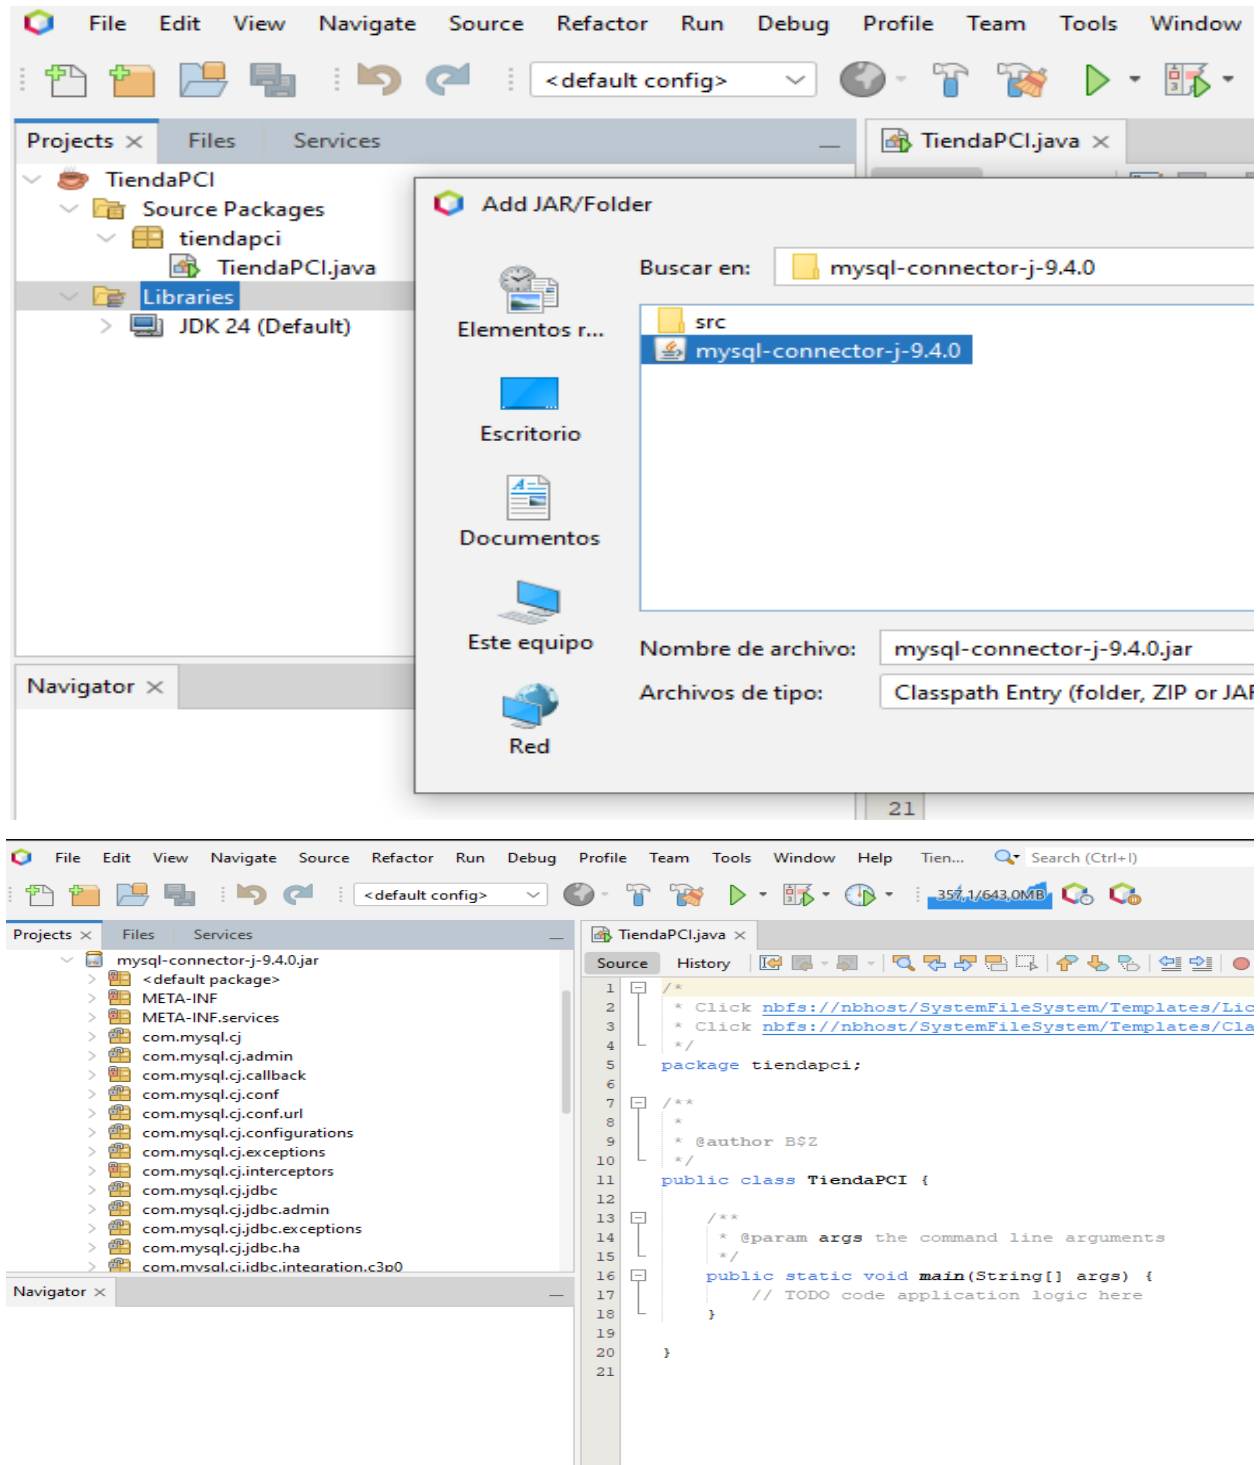 File Edit View Navigate Source Refactor Run Debug Profile Team Tools Window
<default config>
Projects Files Services
TiendaPCI.java
TiendaPCI
Source Packages
tiendapci
TiendaPCI.java
Libraries
JDK 24 (Default)
Add JAR/Folder
Buscar en: mysql-connector-j-9.4.0
src
mysql-connector-j-9.4.0
Elementos r...
Escritorio
Documentos
Este equipo
Red
Nombre de archivo: mysql-connector-j-9.4.0.jar
Archivos de tipo: Classpath Entry (folder, ZIP or JAR
Navigator
21
File Edit View Navigate Source Refactor Run Debug Profile Team Tools Window Help Tien... Search (Ctrl+I)
<default config> 357,1/643,0MB
Projects Files Services
mysql-connector-j-9.4.0.jar
<default package>
META-INF
META-INF.services
com.mysql.cj
com.mysql.cj.admin
com.mysql.cj.callback
com.mysql.cj.conf
com.mysql.cj.conf.url
com.mysql.cj.configurations
com.mysql.cj.exceptions
com.mysql.cj.interceptors
com.mysql.cj.jdbc
com.mysql.cj.jdbc.admin
com.mysql.cj.jdbc.exceptions
com.mysql.cj.jdbc.ha
com.mysql.cj.jdbc.integration.c3p0
Navigator
TiendaPCI.java
Source History
1 /*
2 * Click nbfs://nbhost/SystemFileSystem/Templates/Lic
3 * Click nbfs://nbhost/SystemFileSystem/Templates/Cla
4 */
5 package tiendapci;
6
7 /**
8 *
9 * @author B$Z
10 */
11 public class TiendaPCI {
12
13 /**
14 * @param args the command line arguments
15 */
16 public static void main(String[] args) {
17 // TODO code application logic here
18 }
19
20 }
21